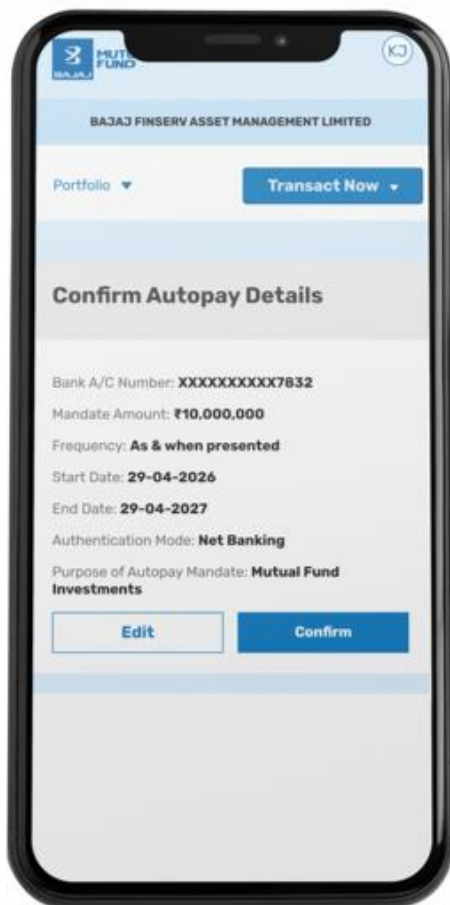 KJ
BAJAJ
FUND
BAJAJ FINSERV ASSET MANAGEMENT LIMITED
Portfolio
Transact Now
Confirm Autopay Details
Bank A/C Number: XXXXXXXXXX7832
Mandate Amount: ₹10,000,000
Frequency: As & when presented
Start Date: 29-04-2026
End Date: 29-04-2027
Authentication Mode: Net Banking
Purpose of Autopay Mandate: Mutual Fund
Investments
Edit
Confirm